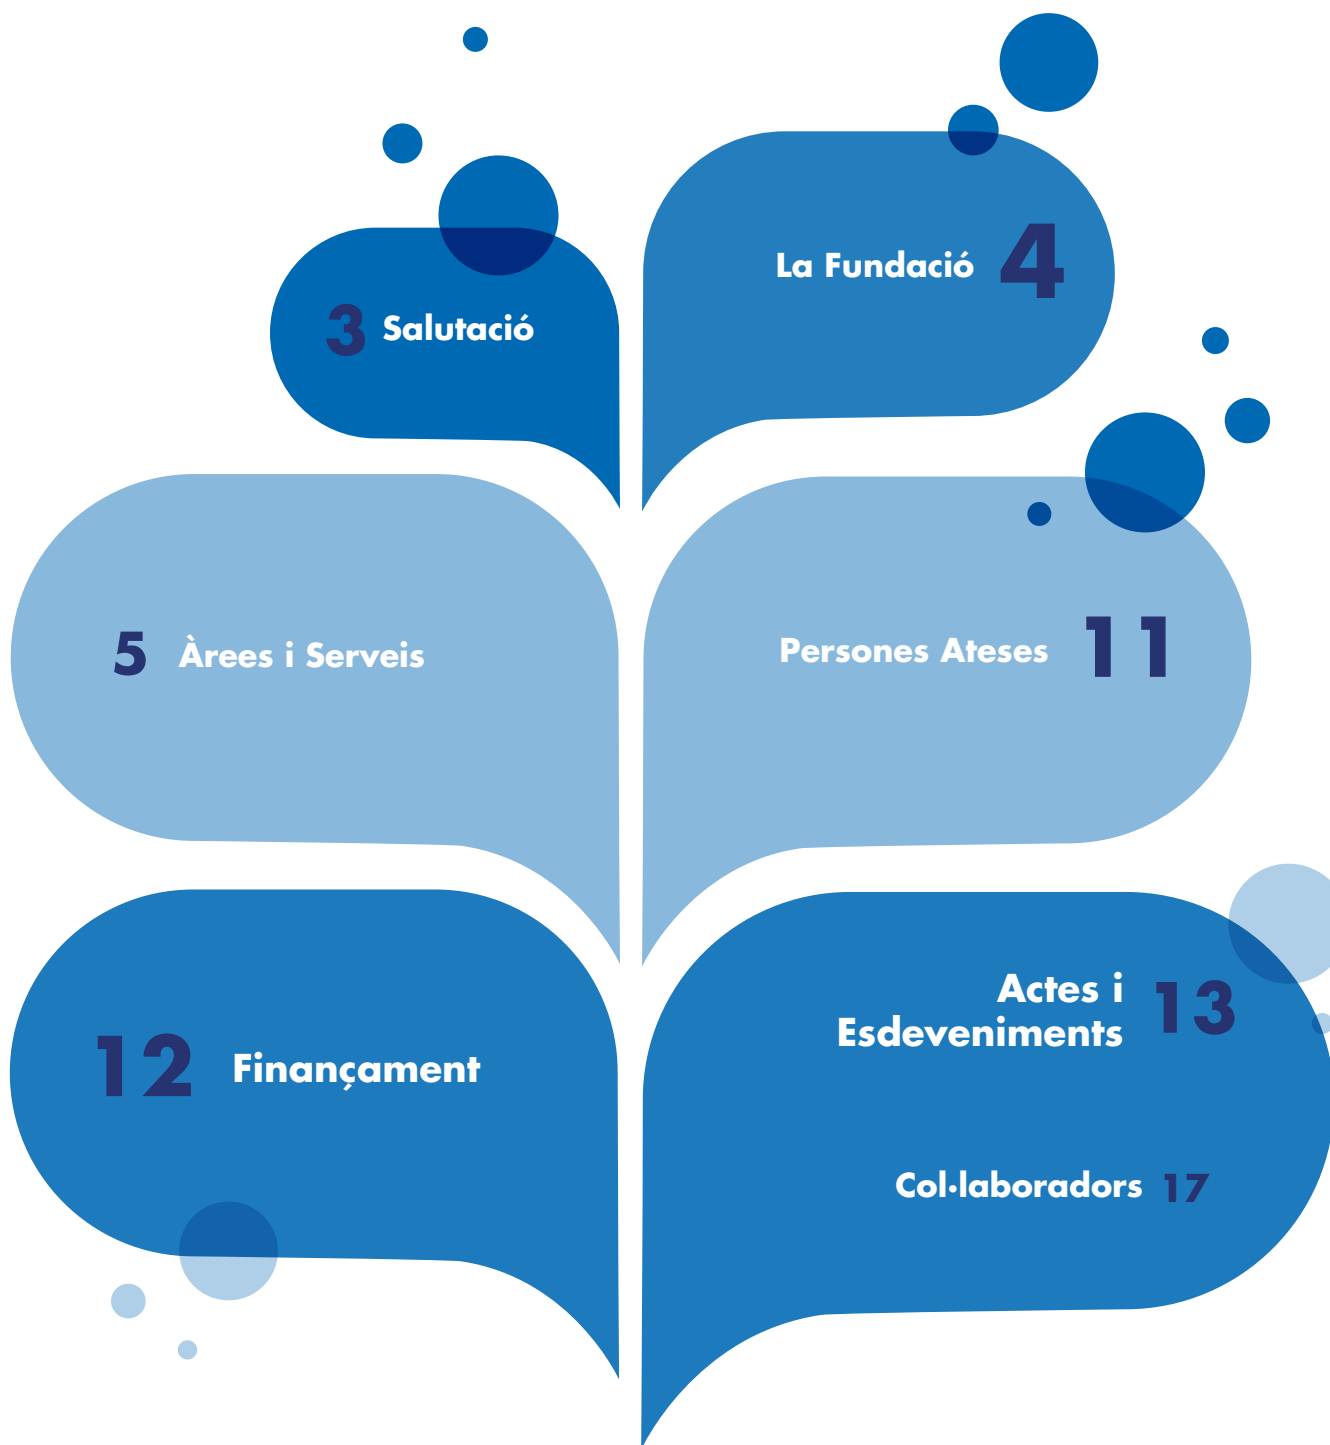 3 Salutació
La Fundació 4
5 Àrees i Serveis
Persones Ateses 11
12 Finançament
Actes i
Esdeveniments 13
Col·laboradors 17